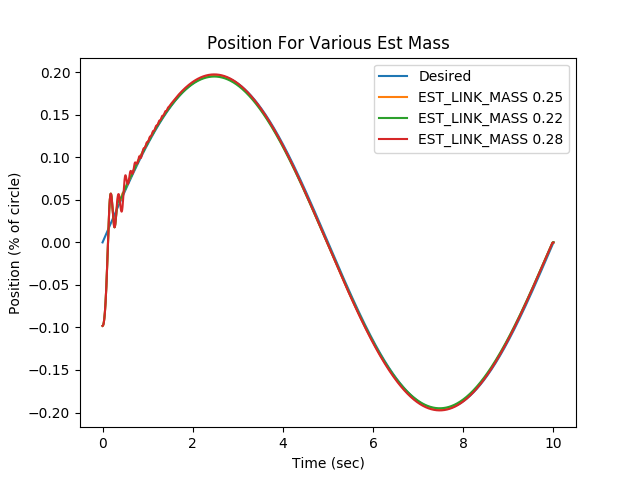 Position For Various Est Mass
Desired
EST_LINK_MASS 0.25
EST_LINK_MASS 0.22
EST_LINK_MASS 0.28
Position (% of circle)
0.20
0.15
0.10
0.05
0.00
−0.05
−0.10
−0.15
−0.20
0 2 4 6 8 10
Time (sec)